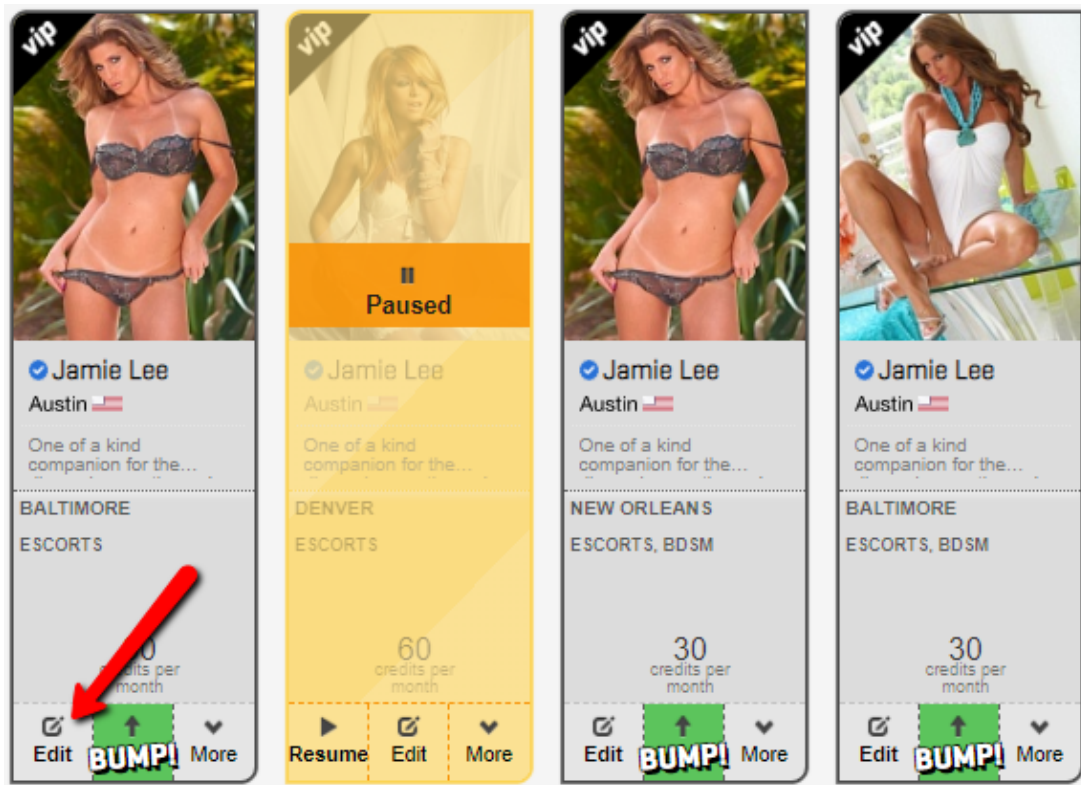 vip
Jamie Lee
Austin
One of a kind
companion for the...
BALTIMORE
ESCORTS
credits per
month
Edit
BUMP!
More
vip
Paused
Jamie Lee
Austin
One of a kind
companion for the...
DENVER
ESCORTS
60
credits per
month
Resume
Edit
More
vip
Jamie Lee
Austin
One of a kind
companion for the...
NEW ORLEANS
ESCORTS, BDSM
30
credits per
month
Edit
BUMP!
More
vip
Jamie Lee
Austin
One of a kind
companion for the...
BALTIMORE
ESCORTS, BDSM
30
credits per
month
Edit
BUMP!
More